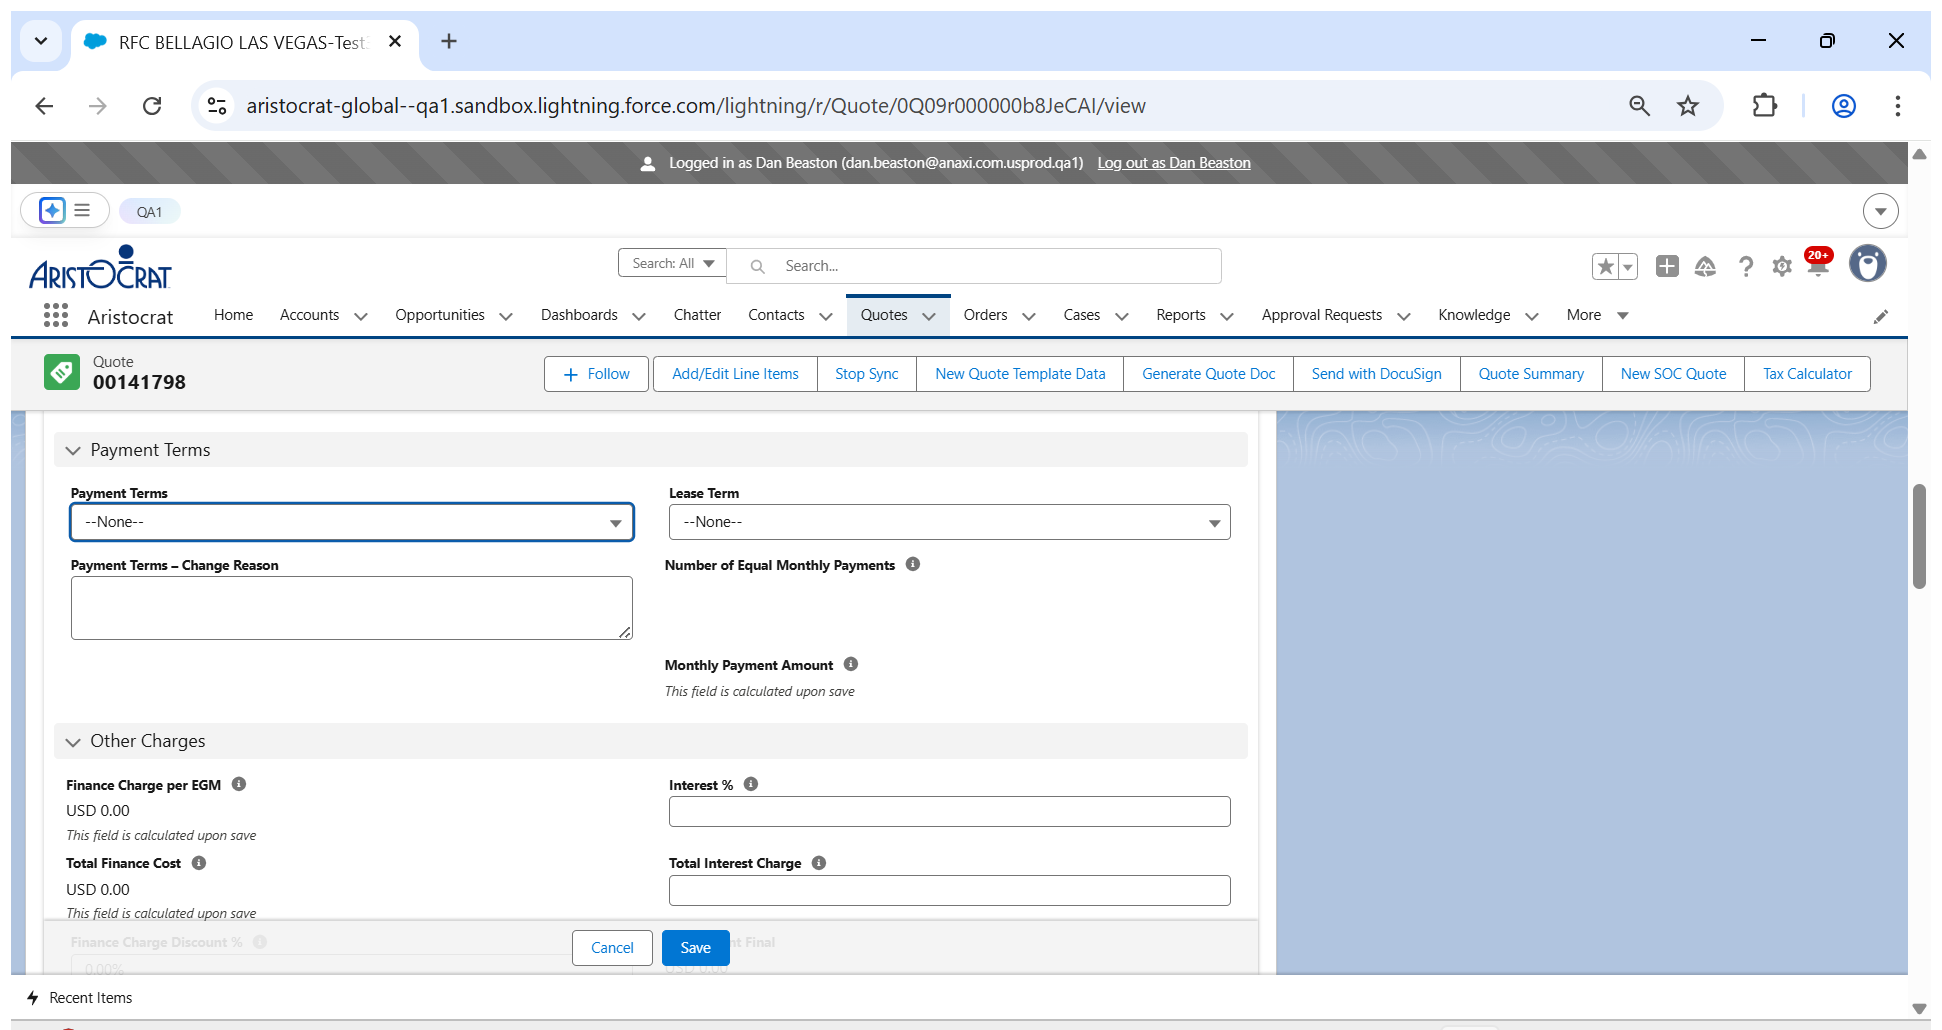 RFC BELLAGIO LAS VEGAS-Test
aristocrat-global--qa1.sandbox.lightning.force.com/lightning/r/Quote/0Q09r000000b8JeCAI/view
Logged in as Dan Beaston (dan.beaston@anaxi.com.usprod.qa1) Log out as Dan Beaston
QA1
ARISTOCRAT
Search: All Search...
20+
Aristocrat Home Accounts Opportunities Dashboards Chatter Contacts Quotes Orders Cases Reports Approval Requests Knowledge More
Quote
00141798
Follow Add/Edit Line Items Stop Sync New Quote Template Data Generate Quote Doc Send with DocuSign Quote Summary New SOC Quote Tax Calculator
Payment Terms
Payment Terms Lease Term
--None-- --None--
Payment Terms – Change Reason Number of Equal Monthly Payments
Monthly Payment Amount
This field is calculated upon save
Other Charges
Finance Charge per EGM Interest %
USD 0.00
This field is calculated upon save
Total Finance Cost Total Interest Charge
USD 0.00
This field is calculated upon save
Finance Charge Discount % nt Final
0.00% USD 0.00
Cancel Save
Recent Items